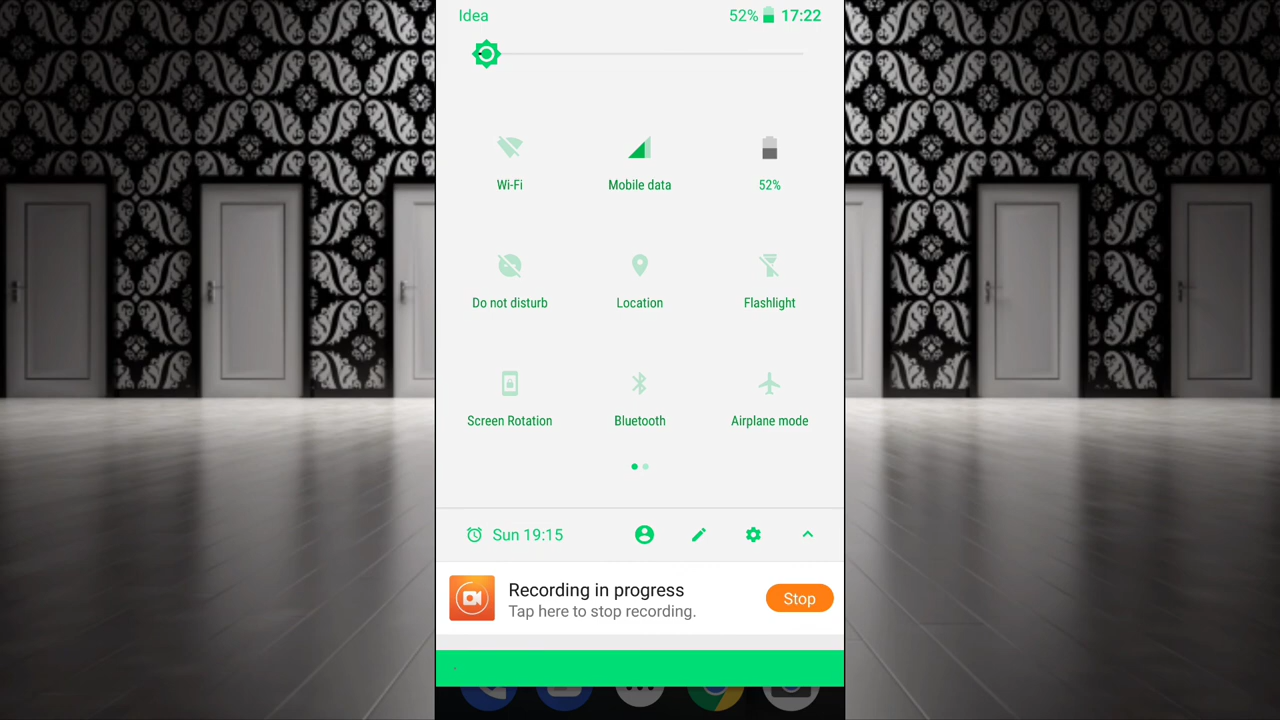 Idea 52% 17:22
Wi-Fi Mobile data 52%
Do not disturb Location Flashlight
Screen Rotation Bluetooth Airplane mode
Sun 19:15
Recording in progress
Tap here to stop recording.
Stop